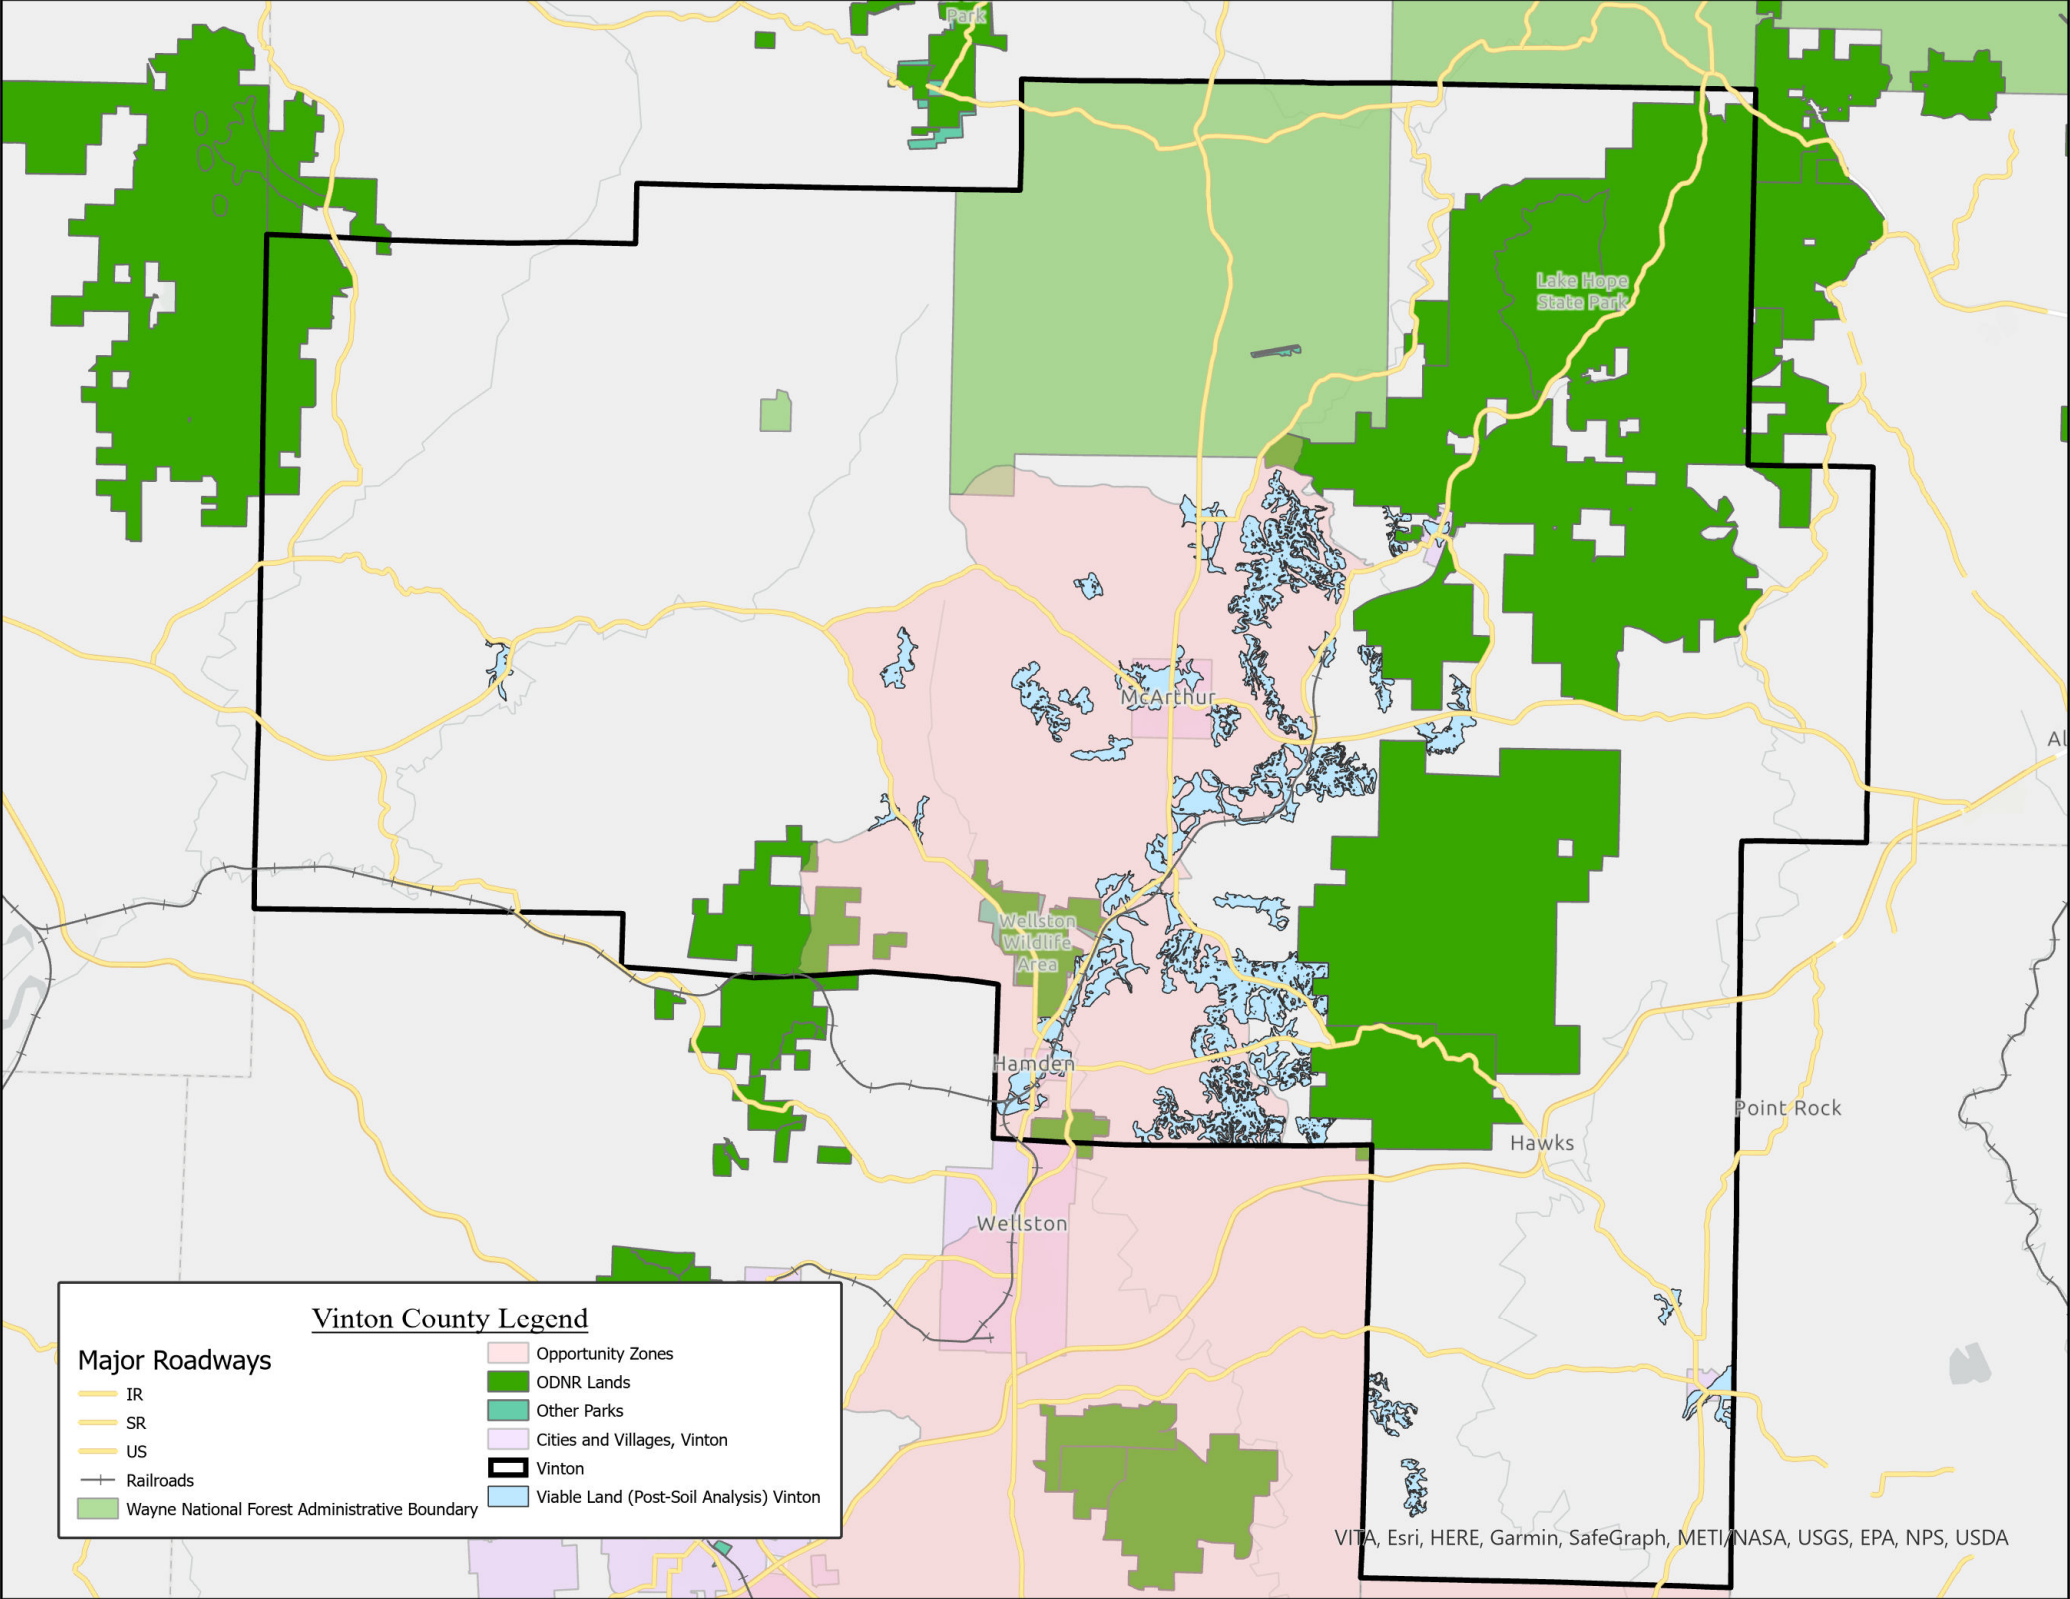 Park
Lake Hope
State Park
McArthur
Al
Wellston
Wildlife
Area
Hamden
Point Rock
Hawks
Wellston
Vinton County Legend
Major Roadways
IR
SR
US
Railroads
Wayne National Forest Administrative Boundary
Opportunity Zones
ODNR Lands
Other Parks
Cities and Villages, Vinton
Vinton
Viable Land (Post-Soil Analysis) Vinton
VITA, Esri, HERE, Garmin, SafeGraph, METI/NASA, USGS, EPA, NPS, USDA